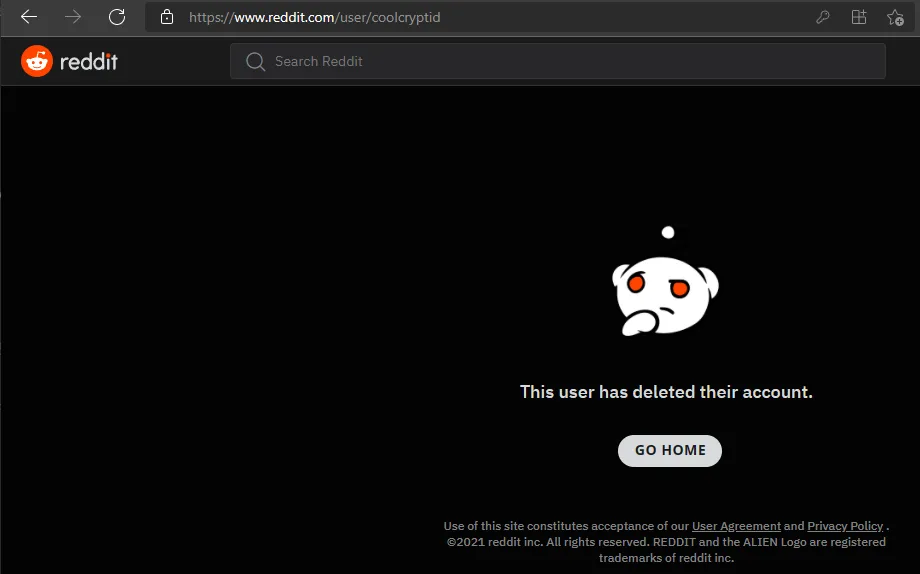 https://www.reddit.com/user/coolcryptid
reddit
Search Reddit
This user has deleted their account.
GO HOME
Use of this site constitutes acceptance of our User Agreement and Privacy Policy .
©2021 reddit inc. All rights reserved. REDDIT and the ALIEN Logo are registered
trademarks of reddit inc.